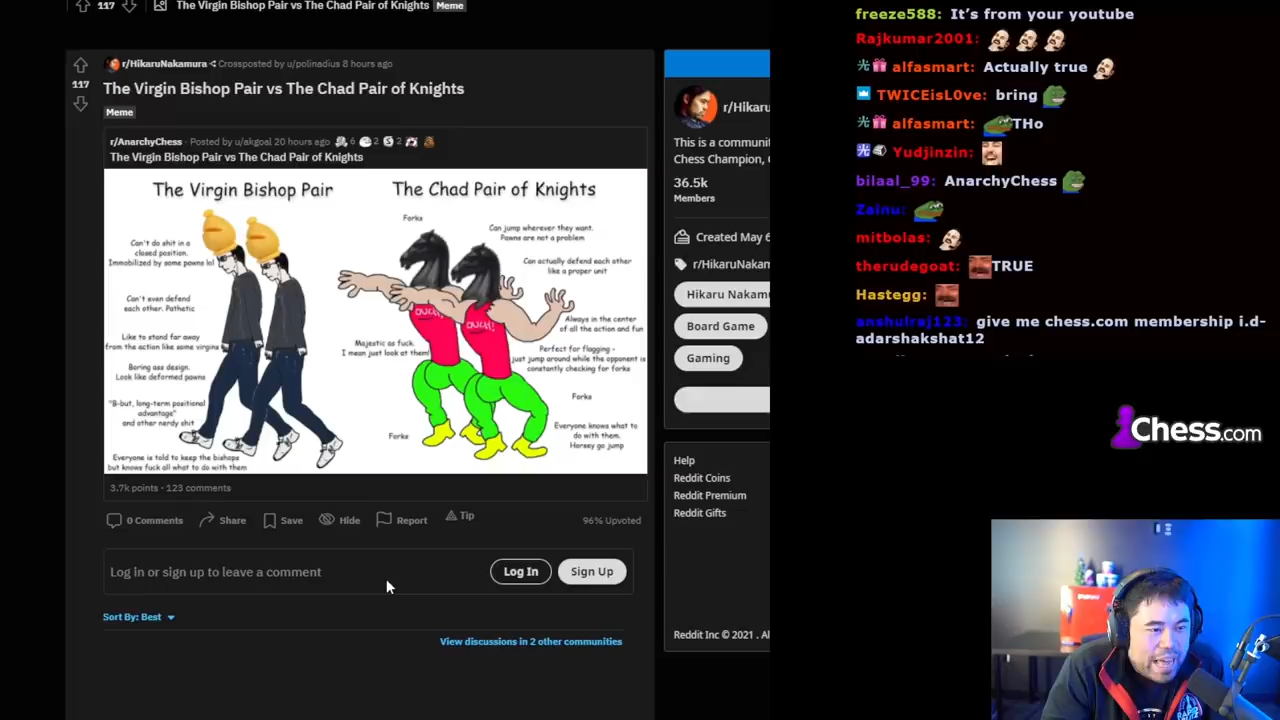 117
The Virgin Bishop Pair vs The Chad Pair of Knights Meme
r/HikaruNakamura Crossposted by u/polinadius 8 hours ago
117
The Virgin Bishop Pair vs The Chad Pair of Knights
Meme
r/AnarchyChess · Posted by u/akgoal 20 hours ago 6 2 2
The Virgin Bishop Pair vs The Chad Pair of Knights
The Virgin Bishop Pair
Can't do shit in a
closed position.
Immobilized by some pawns lol
Can't even defend
each other. Pathetic
Like to stand far away
from the action like some virgins
Boring ass design.
Look like deformed pawns
"B-but, long-term positional
advantage"
and other nerdy shit
Everyone is told to keep the bishops
but knows fuck all what to do with them
The Chad Pair of Knights
Forks
Can jump wherever they want.
Pawns are not a problem
Can actually defend each other
like a proper unit
OUCH!
OUCH!
Majestic as fuck.
I mean just look at them!
Always in the center
of all the action and fun
Perfect for flagging -
just jump around while the opponent is
constantly checking for forks
Forks
Forks
Everyone knows what to
do with them.
Horsey go jump
3.7k points · 123 comments
0 Comments Share Save Hide Report Tip 96% Upvoted
Log in or sign up to leave a comment Log In Sign Up
Sort By: Best
View discussions in 2 other communities
r/Hikaru
This is a communit
Chess Champion,
36.5k
Members
Created May 6
r/HikaruNakam
Hikaru Nakamu
Board Game
Gaming
Help
Reddit Coins
Reddit Premium
Reddit Gifts
Reddit Inc © 2021 . Al
freeze588: It's from your youtube
Rajkumar2001:
alfasmart: Actually true
TWICEisL0ve: bring
alfasmart: THo
Yudjinzin:
bilaal_99: AnarchyChess
Zainu:
mitbolas:
therudegoat: TRUE
Hastegg:
anshulraj123: give me chess.com membership i.d-
adarshakshat12
Chess.com